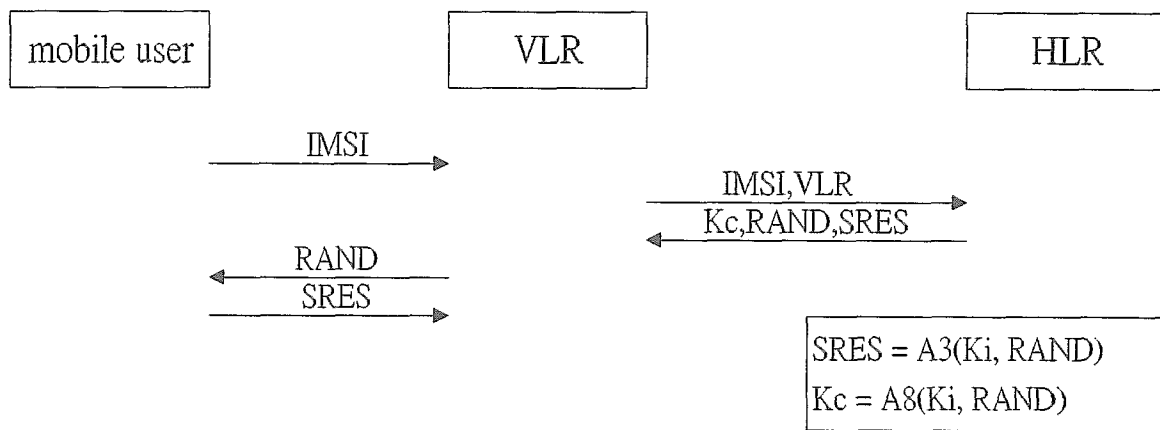 mobile user
VLR
HLR
IMSI
IMSI,VLR
Kc,RAND,SRES
RAND
SRES
SRES = A3(Ki, RAND)
Kc = A8(Ki, RAND)